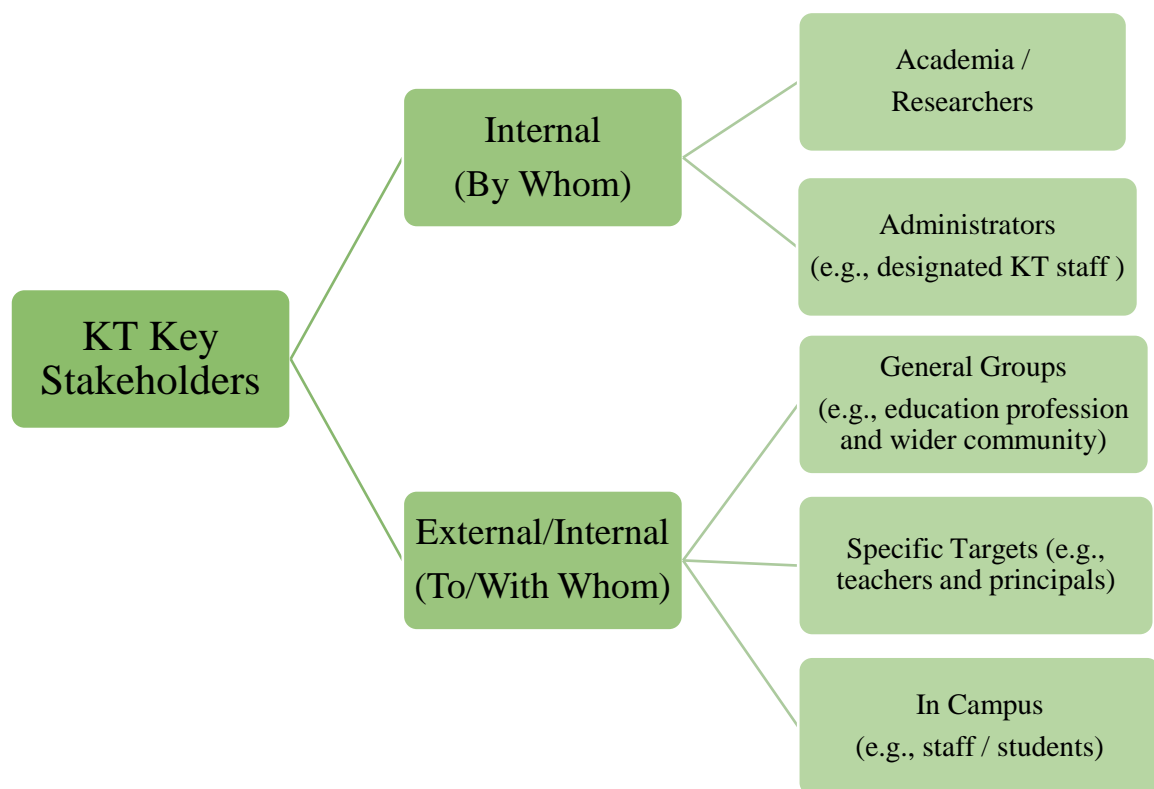 KT Key
Stakeholders
Internal
(By Whom)
Academia /
Researchers
Administrators
(e.g., designated KT staff )
External/Internal
(To/With Whom)
General Groups
(e.g., education profession
and wider community)
Specific Targets (e.g.,
teachers and principals)
In Campus
(e.g., staff / students)